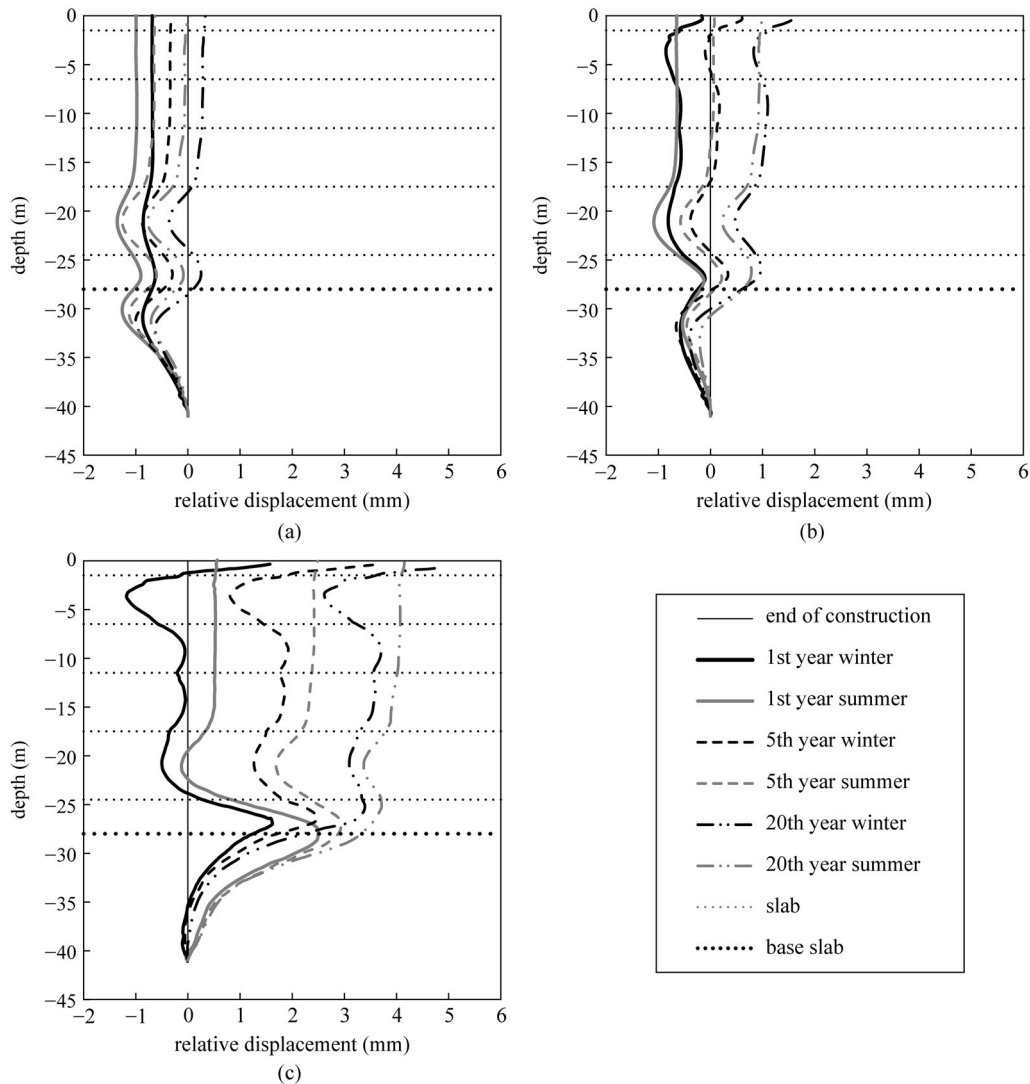 0
−5
−10
−15
−20
−25
−30
−35
−40
−45
depth (m)
−2 −1 0 1 2 3 4 5 6
relative displacement (mm)
(a)
0
−5
−10
−15
−20
−25
−30
−35
−40
−45
depth (m)
−2 −1 0 1 2 3 4 5 6
relative displacement (mm)
(b)
0
−5
−10
−15
−20
−25
−30
−35
−40
−45
depth (m)
−2 −1 0 1 2 3 4 5 6
relative displacement (mm)
(c)
end of construction
1st year winter
1st year summer
5th year winter
5th year summer
20th year winter
20th year summer
slab
base slab